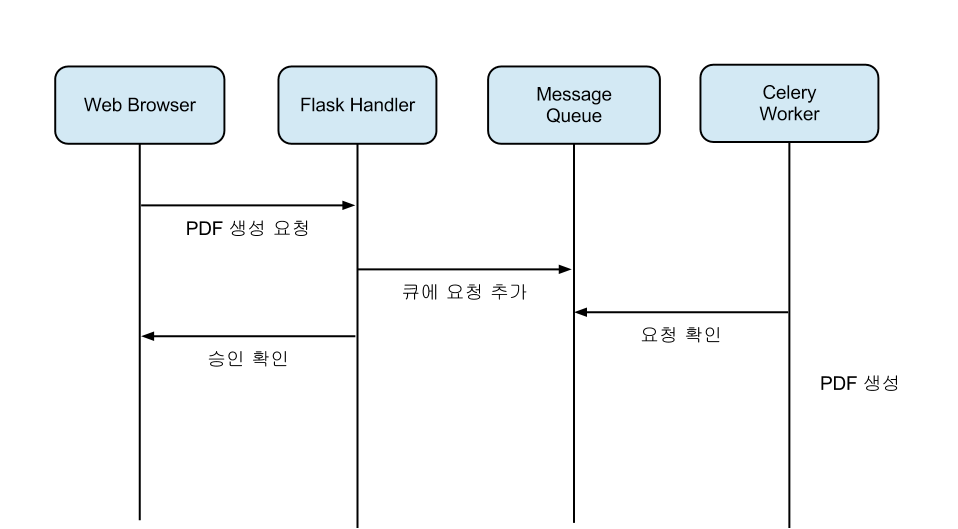 Web Browser
Flask Handler
Message
Queue
Celery
Worker
PDF 생성 요청
큐에 요청 추가
요청 확인
승인 확인
PDF 생성